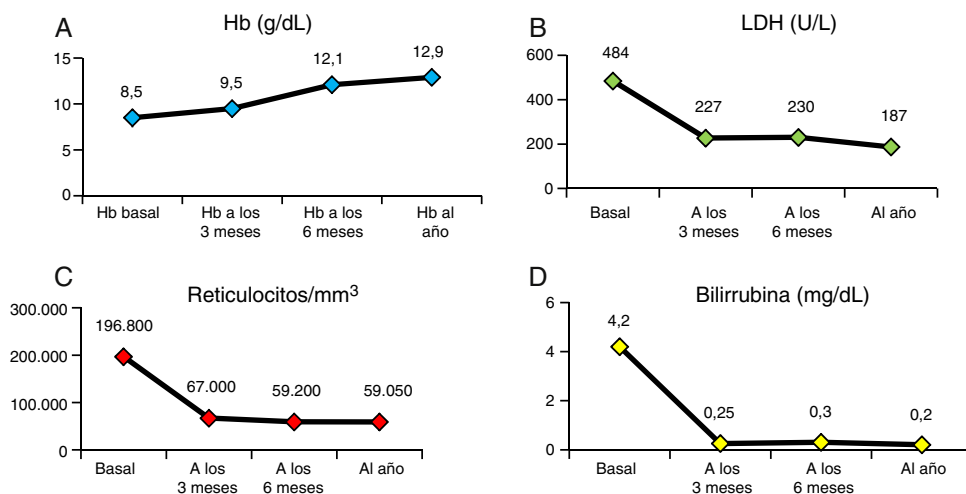 A
Hb (g/dL)
15
10
5
0
8,5
9,5
12,1
12,9
Hb basal
Hb a los
3 meses
Hb a los
6 meses
Hb al
año
B
LDH (U/L)
600
400
200
0
484
227
230
187
Basal
A los
3 meses
A los
6 meses
Al año
C
Reticulocitos/mm³
300.000
200.000
100.000
0
196.800
67.000
59.200
59.050
Basal
A los
3 meses
A los
6 meses
Al año
D
Bilirrubina (mg/dL)
6
4
2
0
4,2
0,25
0,3
0,2
Basal
A los
3 meses
A los
6 meses
Al año